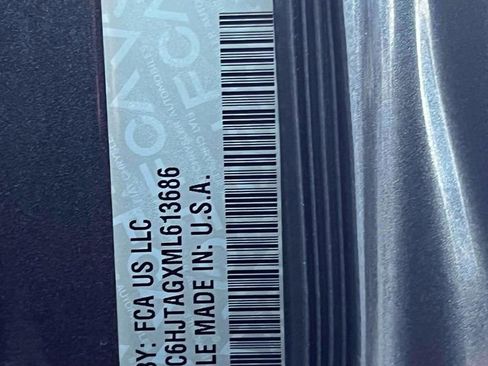 BY: FCA US LLC
C6HJTAGXML613686
LE MADE IN: U.S.A.